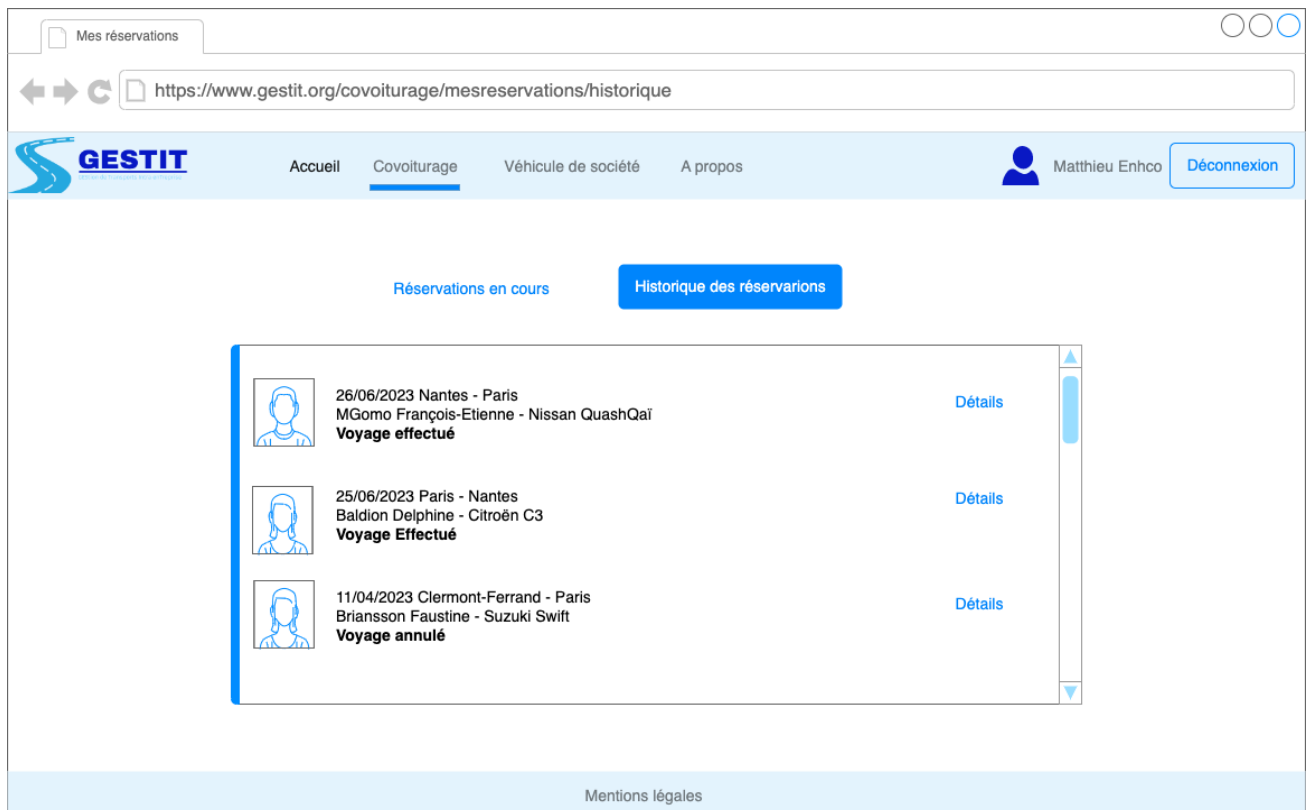 Mes réservations
https://www.gestit.org/covoiturage/mesreservations/historique
GESTIT
Accueil Covoiturage Véhicule de société A propos Matthieu Enhco Déconnexion
Réservations en cours Historique des réservarions
26/06/2023 Nantes - Paris Détails
MGomo François-Etienne - Nissan QuashQaï
Voyage effectué
25/06/2023 Paris - Nantes Détails
Baldion Delphine - Citroën C3
Voyage Effectué
11/04/2023 Clermont-Ferrand - Paris Détails
Briansson Faustine - Suzuki Swift
Voyage annulé
Mentions légales